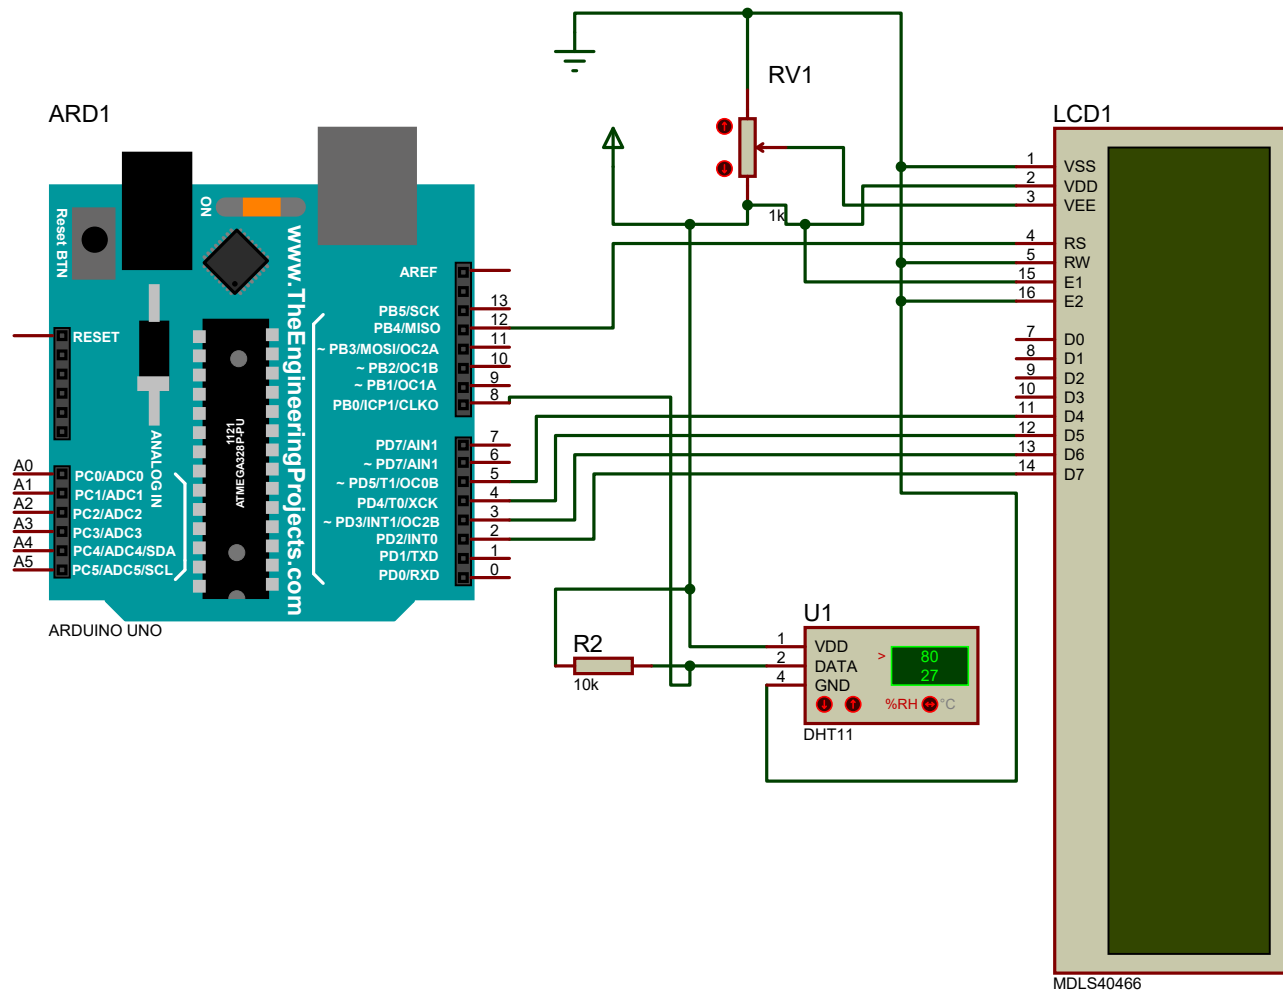 ARD1
Reset BTN
ON
www.TheEngineeringProjects.com
ANALOG IN
1121
ATMEGA328P-PU
RESET
A0 PC0/ADC0
A1 PC1/ADC1
A2 PC2/ADC2
A3 PC3/ADC3
A4 PC4/ADC4/SDA
A5 PC5/ADC5/SCL
AREF
PB5/SCK 13
PB4/MISO 12
~ PB3/MOSI/OC2A 11
~ PB2/OC1B 10
~ PB1/OC1A 9
PB0/ICP1/CLKO 8
PD7/AIN1 7
~ PD7/AIN1 6
~ PD5/T1/OC0B 5
PD4/T0/XCK 4
~ PD3/INT1/OC2B 3
PD2/INT0 2
PD1/TXD 1
PD0/RXD 0
ARDUINO UNO
RV1
1k
R2
10k
U1
1 VDD
2 DATA
4 GND
>
80
27
%RH °C
DHT11
LCD1
1 VSS
2 VDD
3 VEE
4 RS
5 RW
15 E1
16 E2
7 D0
8 D1
9 D2
10 D3
11 D4
12 D5
13 D6
14 D7
MDLS40466